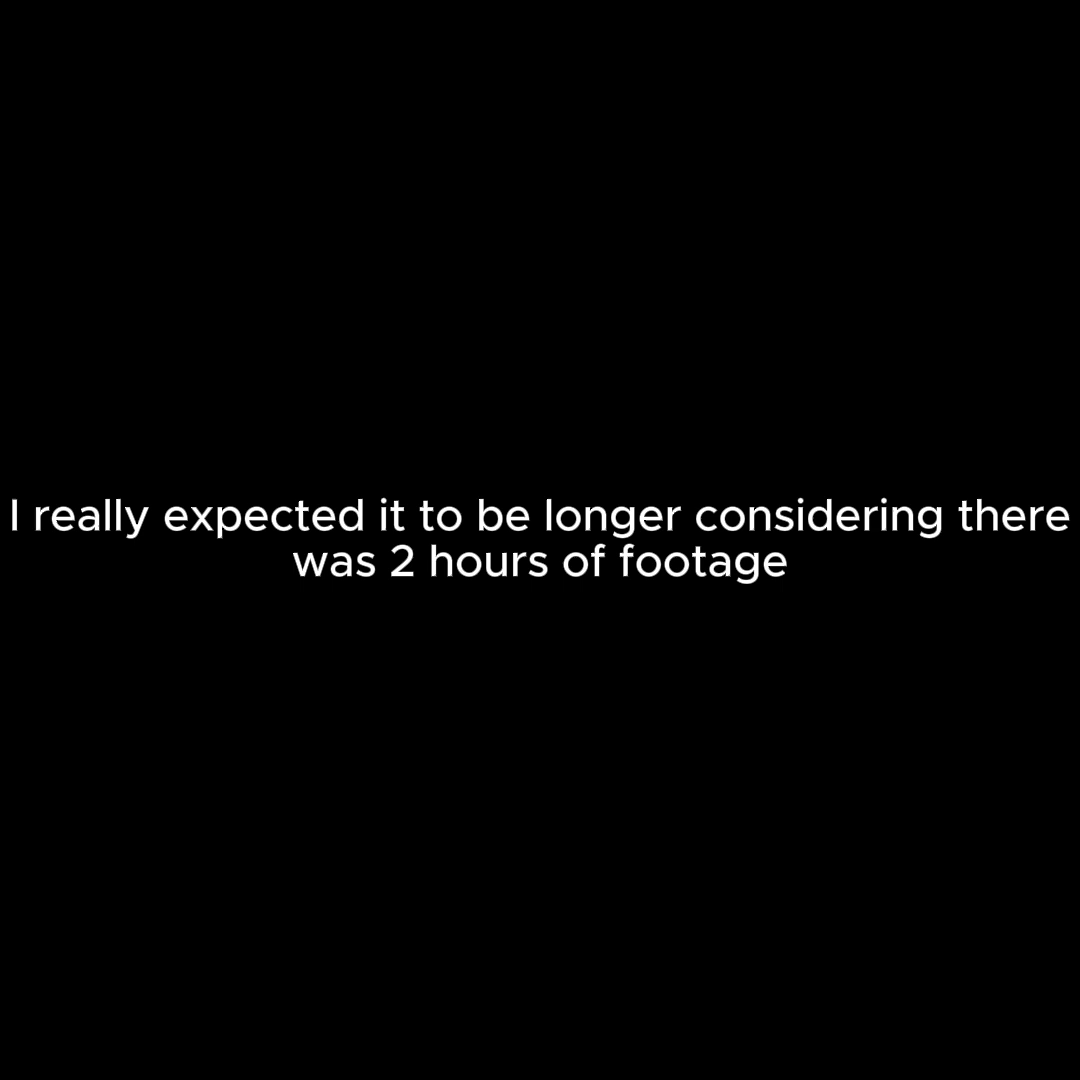 I really expected it to be longer considering there
was 2 hours of footage